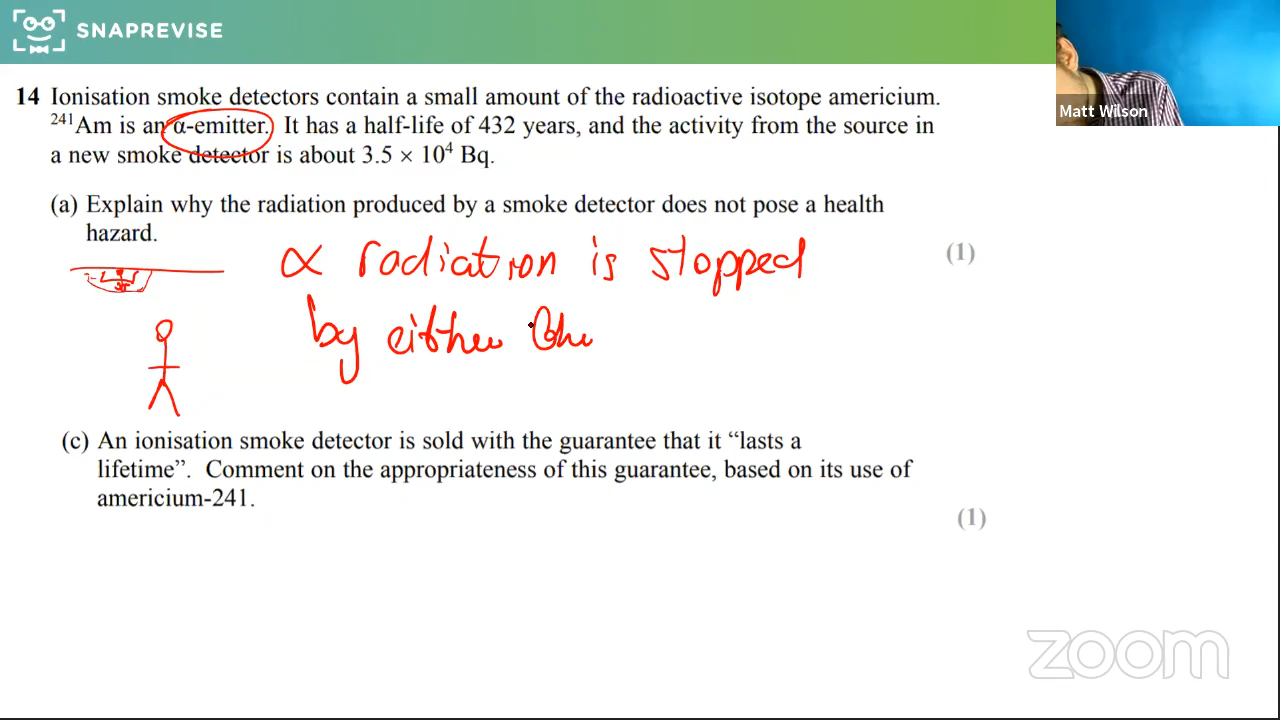 SNAPREVISE
Matt Wilson
14 Ionisation smoke detectors contain a small amount of the radioactive isotope americium.
²⁴¹Am is an α-emitter. It has a half-life of 432 years, and the activity from the source in
a new smoke detector is about 3.5 × 10⁴ Bq.
(a) Explain why the radiation produced by a smoke detector does not pose a health
hazard.
(1)
α radiation is stopped
by either the
(c) An ionisation smoke detector is sold with the guarantee that it “lasts a
lifetime”. Comment on the appropriateness of this guarantee, based on its use of
americium-241.
(1)
zoom